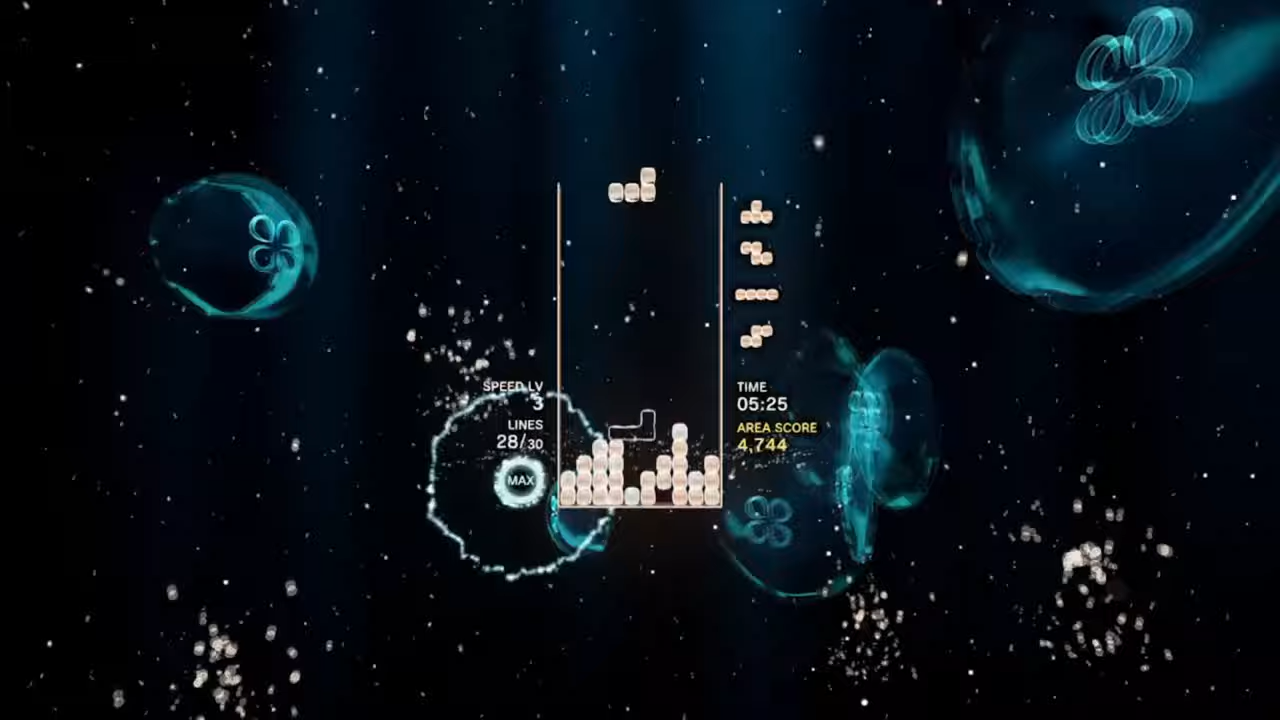 SPEED LV
3
LINES
28/30
MAX
TIME
05:25
AREA SCORE
4,744